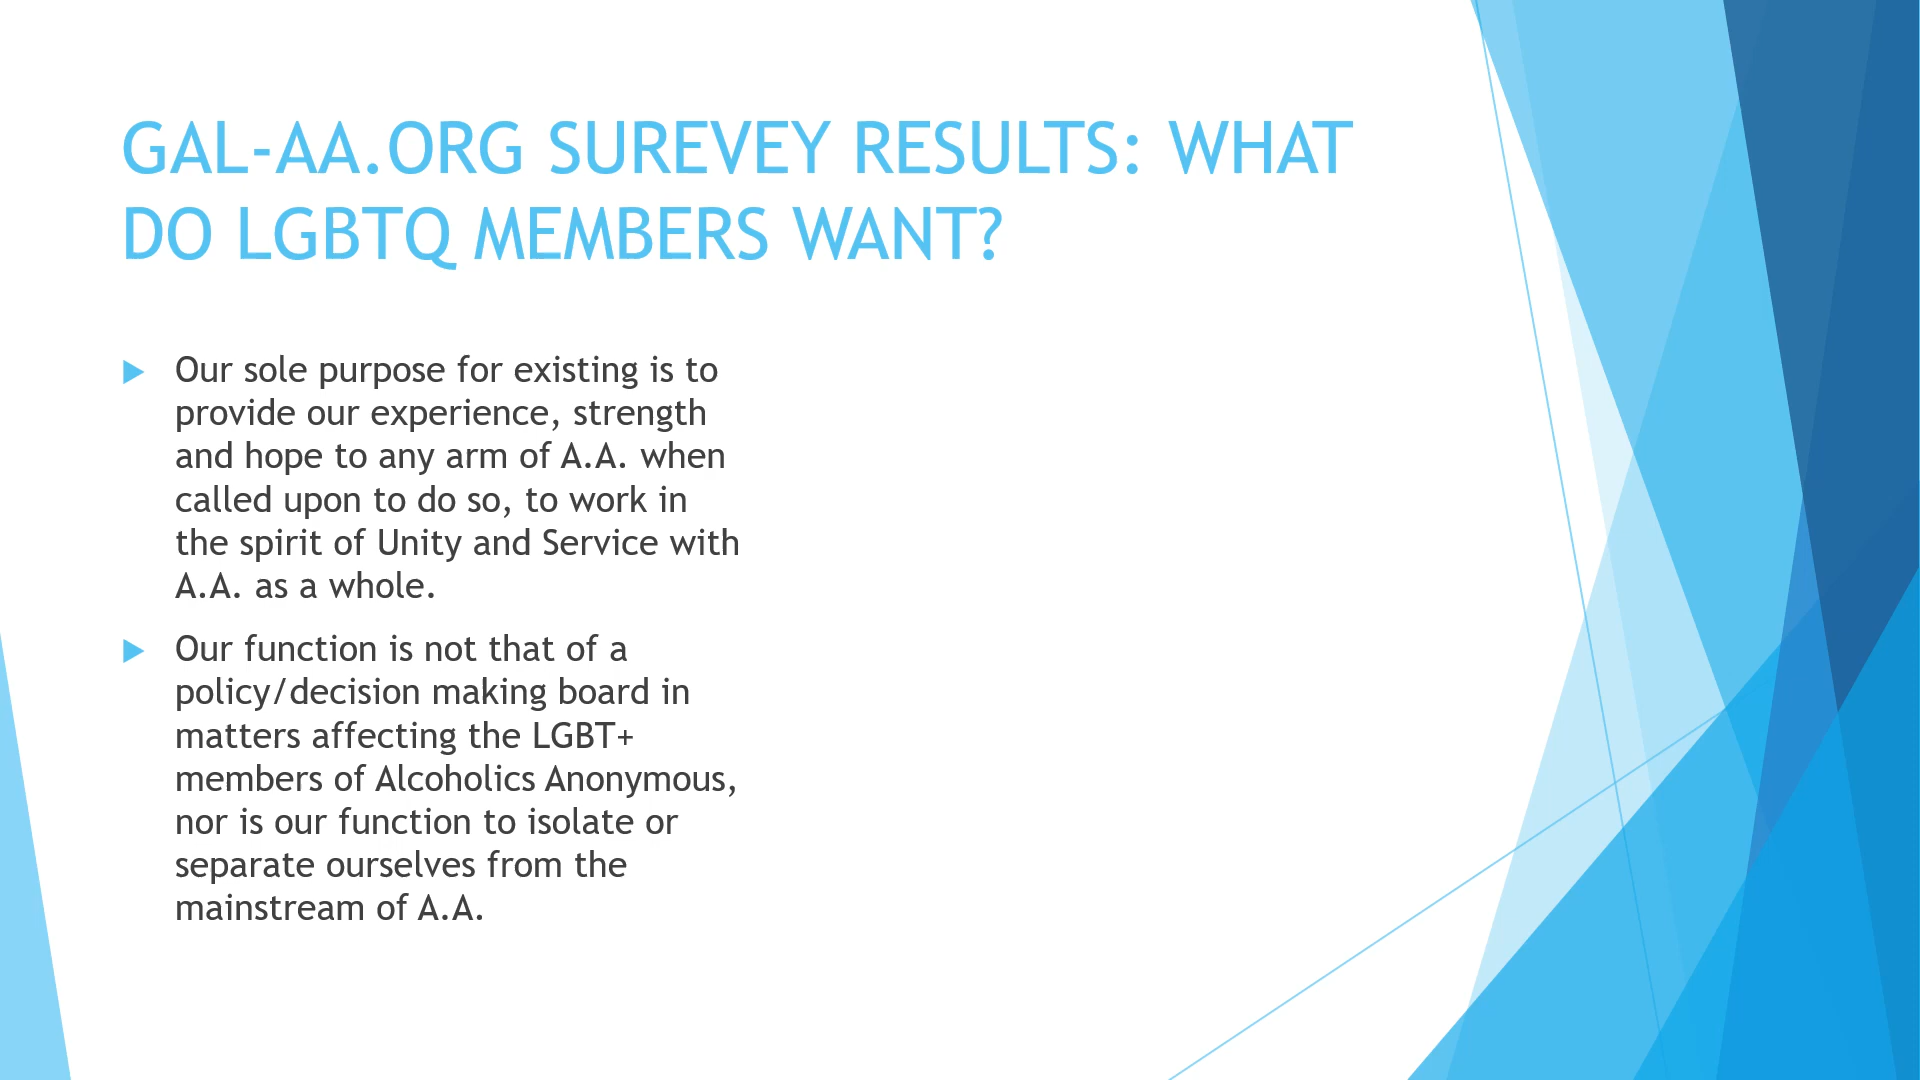 GAL-AA.ORG SUREVEY RESULTS: WHAT
DO LGBTQ MEMBERS WANT?
Our sole purpose for existing is to
provide our experience, strength
and hope to any arm of A.A. when
called upon to do so, to work in
the spirit of Unity and Service with
A.A. as a whole.
Our function is not that of a
policy/decision making board in
matters affecting the LGBT+
members of Alcoholics Anonymous,
nor is our function to isolate or
separate ourselves from the
mainstream of A.A.